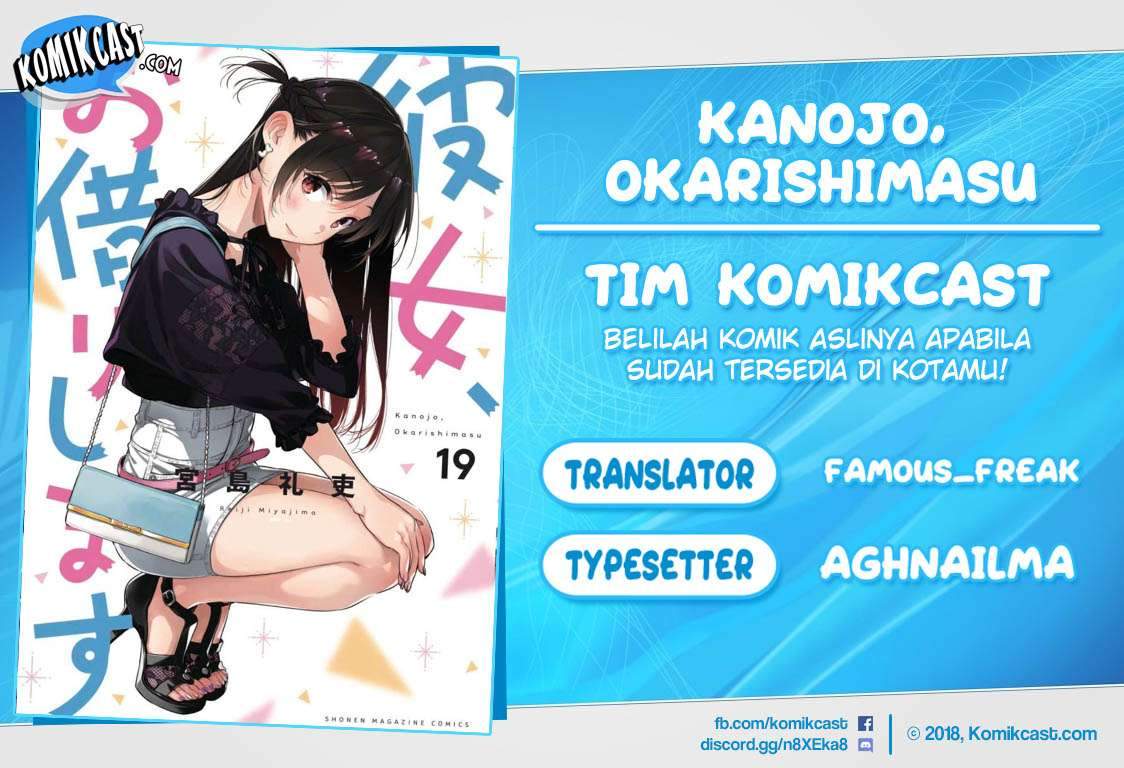 KOMIKCAST
.COM
彼女、
お借りします
Kanojo,
Okarishimasu
19
宮島礼吏
Reiji Miyajima
SHONEN MAGAZINE COMICS
KANOJO,
OKARISHIMASU
TIM KOMIKCAST
BELILAH KOMIK ASLINYA APABILA
SUDAH TERSEDIA DI KOTAMU!
TRANSLATOR
FAMOUS_FREAK
TYPESETTER
AGHNAILMA
fb.com/komikcast
discord.gg/n8XEka8
© 2018, Komikcast.com